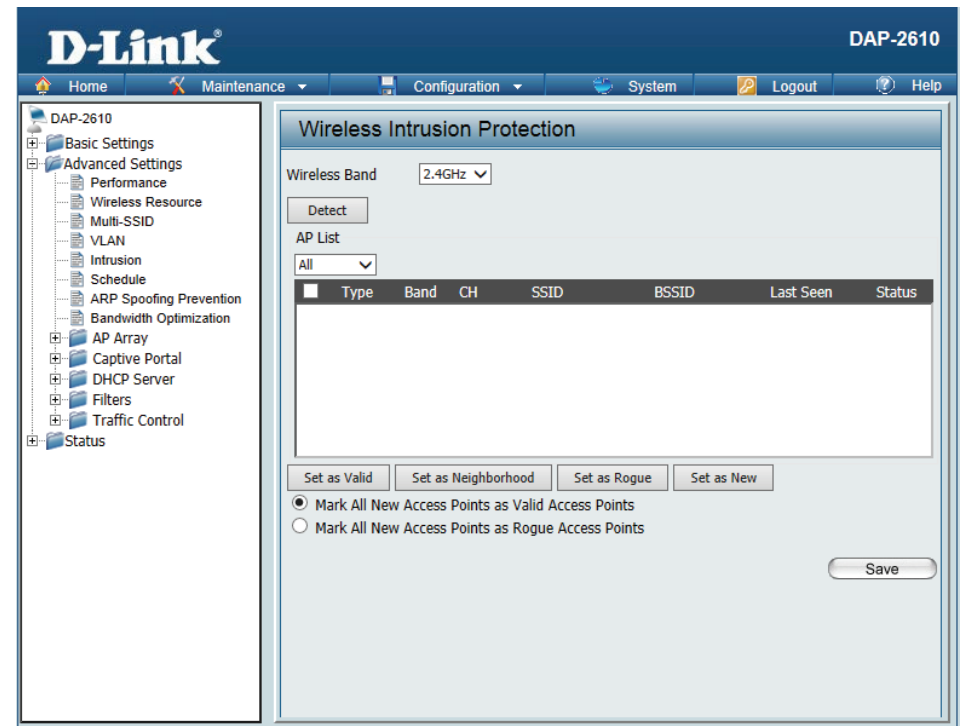 D-Link®
DAP-2610
Home Maintenance Configuration System Logout Help
DAP-2610
Basic Settings
Advanced Settings
Performance
Wireless Resource
Multi-SSID
VLAN
Intrusion
Schedule
ARP Spoofing Prevention
Bandwidth Optimization
AP Array
Captive Portal
DHCP Server
Filters
Traffic Control
Status
Wireless Intrusion Protection
Wireless Band 2.4GHz
Detect
AP List
All
Type Band CH SSID BSSID Last Seen Status
Set as Valid Set as Neighborhood Set as Rogue Set as New
Mark All New Access Points as Valid Access Points
Mark All New Access Points as Rogue Access Points
Save